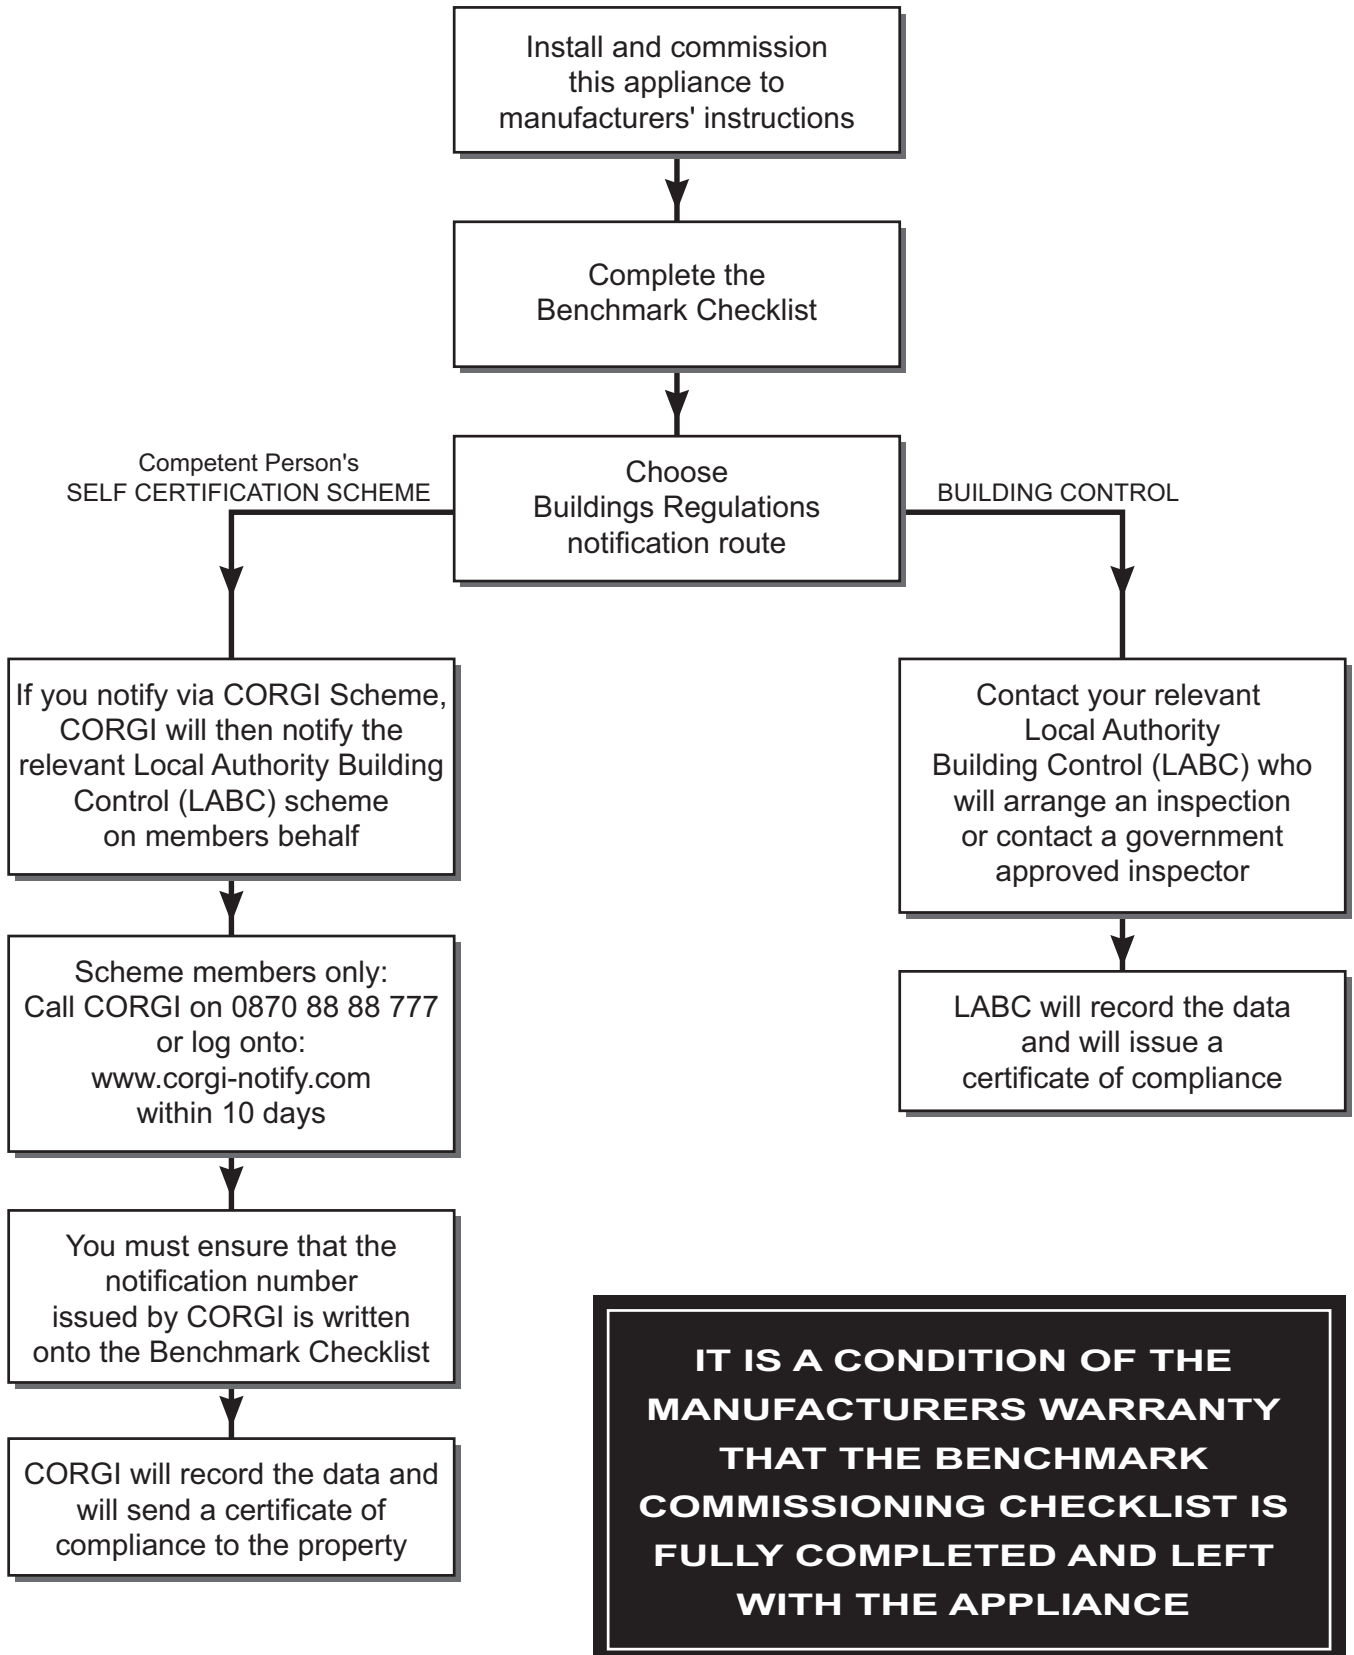 Install and commission
this appliance to
manufacturers' instructions
Complete the
Benchmark Checklist
Choose
Buildings Regulations
notification route
Competent Person's
SELF CERTIFICATION SCHEME
BUILDING CONTROL
If you notify via CORGI Scheme,
CORGI will then notify the
relevant Local Authority Building
Control (LABC) scheme
on members behalf
Scheme members only:
Call CORGI on 0870 88 88 777
or log onto:
www.corgi-notify.com
within 10 days
You must ensure that the
notification number
issued by CORGI is written
onto the Benchmark Checklist
CORGI will record the data and
will send a certificate of
compliance to the property
Contact your relevant
Local Authority
Building Control (LABC) who
will arrange an inspection
or contact a government
approved inspector
LABC will record the data
and will issue a
certificate of compliance
IT IS A CONDITION OF THE
MANUFACTURERS WARRANTY
THAT THE BENCHMARK
COMMISSIONING CHECKLIST IS
FULLY COMPLETED AND LEFT
WITH THE APPLIANCE